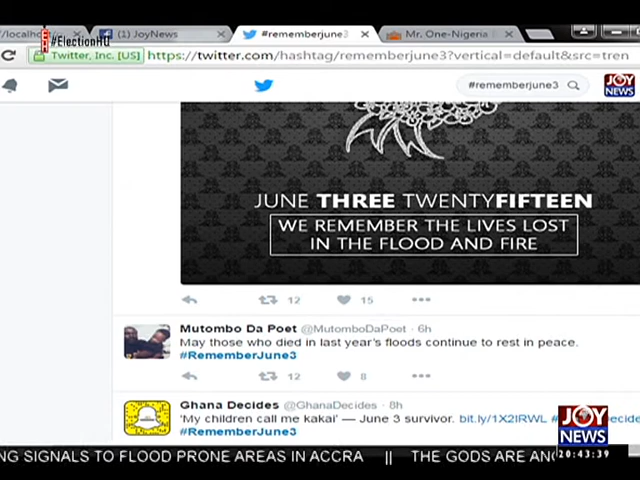 /localho
(1) JoyNews
#rememberjune3
Mr. One-Nigeria
#ElectionHQ
Twitter, Inc. [US]
https://twitter.com/hashtag/rememberjune3?vertical=default&src=tren
#rememberjune3
JOY
NEWS
JUNE THREE TWENTYFIFTEEN
WE REMEMBER THE LIVES LOST
IN THE FLOOD AND FIRE
12
15
Mutombo Da Poet @MutomboDaPoet · 6h
May those who died in last year's floods continue to rest in peace.
#RememberJune3
12
8
Ghana Decides @GhanaDecides · 8h
'My children call me kakai' — June 3 survivor. bit.ly/1X2IRWL #
#RememberJune3
JOY
NEWS
20:43:39
NG SIGNALS TO FLOOD PRONE AREAS IN ACCRA || THE GODS ARE